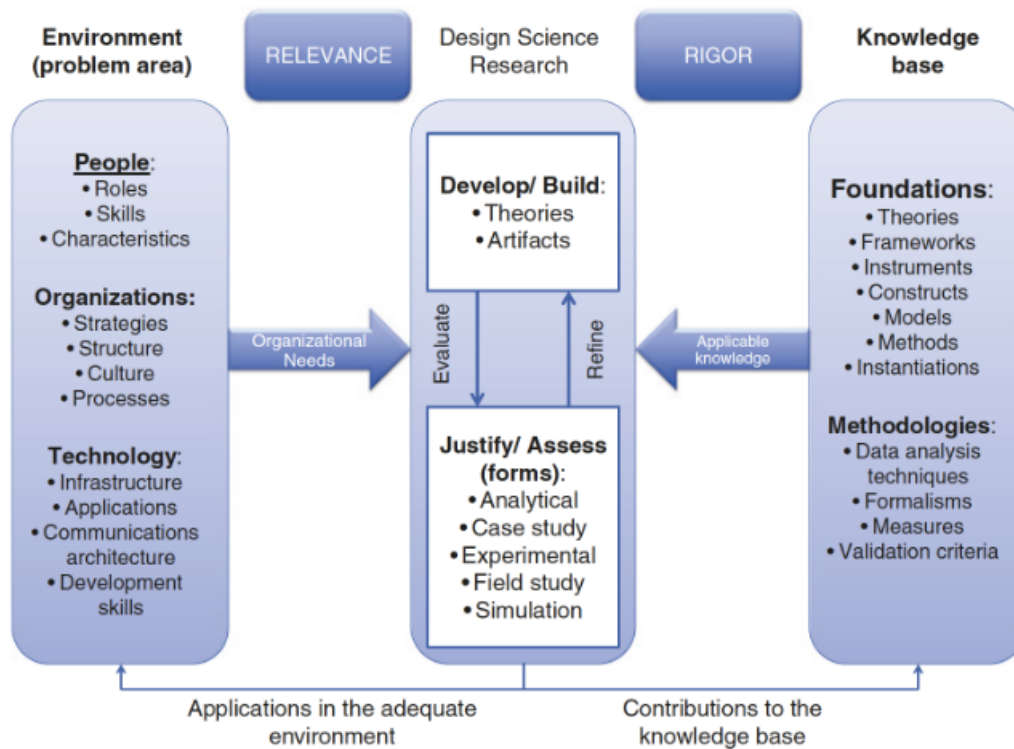 Environment
(problem area)
RELEVANCE
Design Science
Research
RIGOR
Knowledge
base
People:
• Roles
• Skills
• Characteristics
Organizations:
• Strategies
• Structure
• Culture
• Processes
Technology:
• Infrastructure
• Applications
• Communications
architecture
• Development
skills
Organizational
Needs
Develop/ Build:
• Theories
• Artifacts
Evaluate
Refine
Justify/ Assess
(forms):
• Analytical
• Case study
• Experimental
• Field study
• Simulation
Applicable
knowledge
Foundations:
• Theories
• Frameworks
• Instruments
• Constructs
• Models
• Methods
• Instantiations
Methodologies:
• Data analysis
techniques
• Formalisms
• Measures
• Validation criteria
Applications in the adequate
environment
Contributions to the
knowledge base